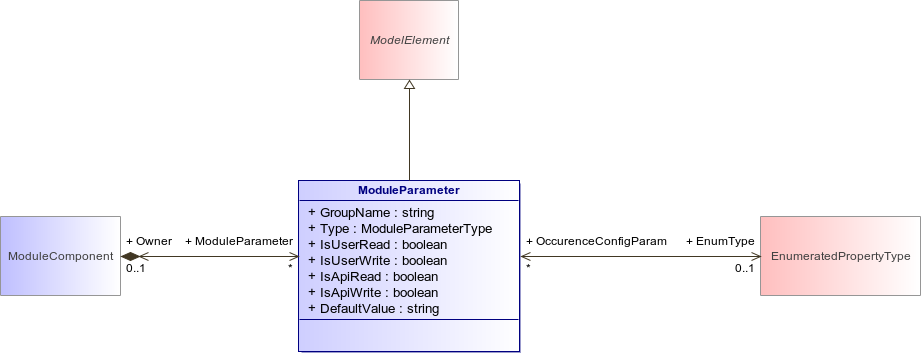 ModelElement
ModuleParameter
+ GroupName : string
+ Type : ModuleParameterType
+ IsUserRead : boolean
+ IsUserWrite : boolean
+ IsApiRead : boolean
+ IsApiWrite : boolean
+ DefaultValue : string
ModuleComponent
+ Owner
+ ModuleParameter
0..1
*
+ OccurenceConfigParam
+ EnumType
*
0..1
EnumeratedPropertyType